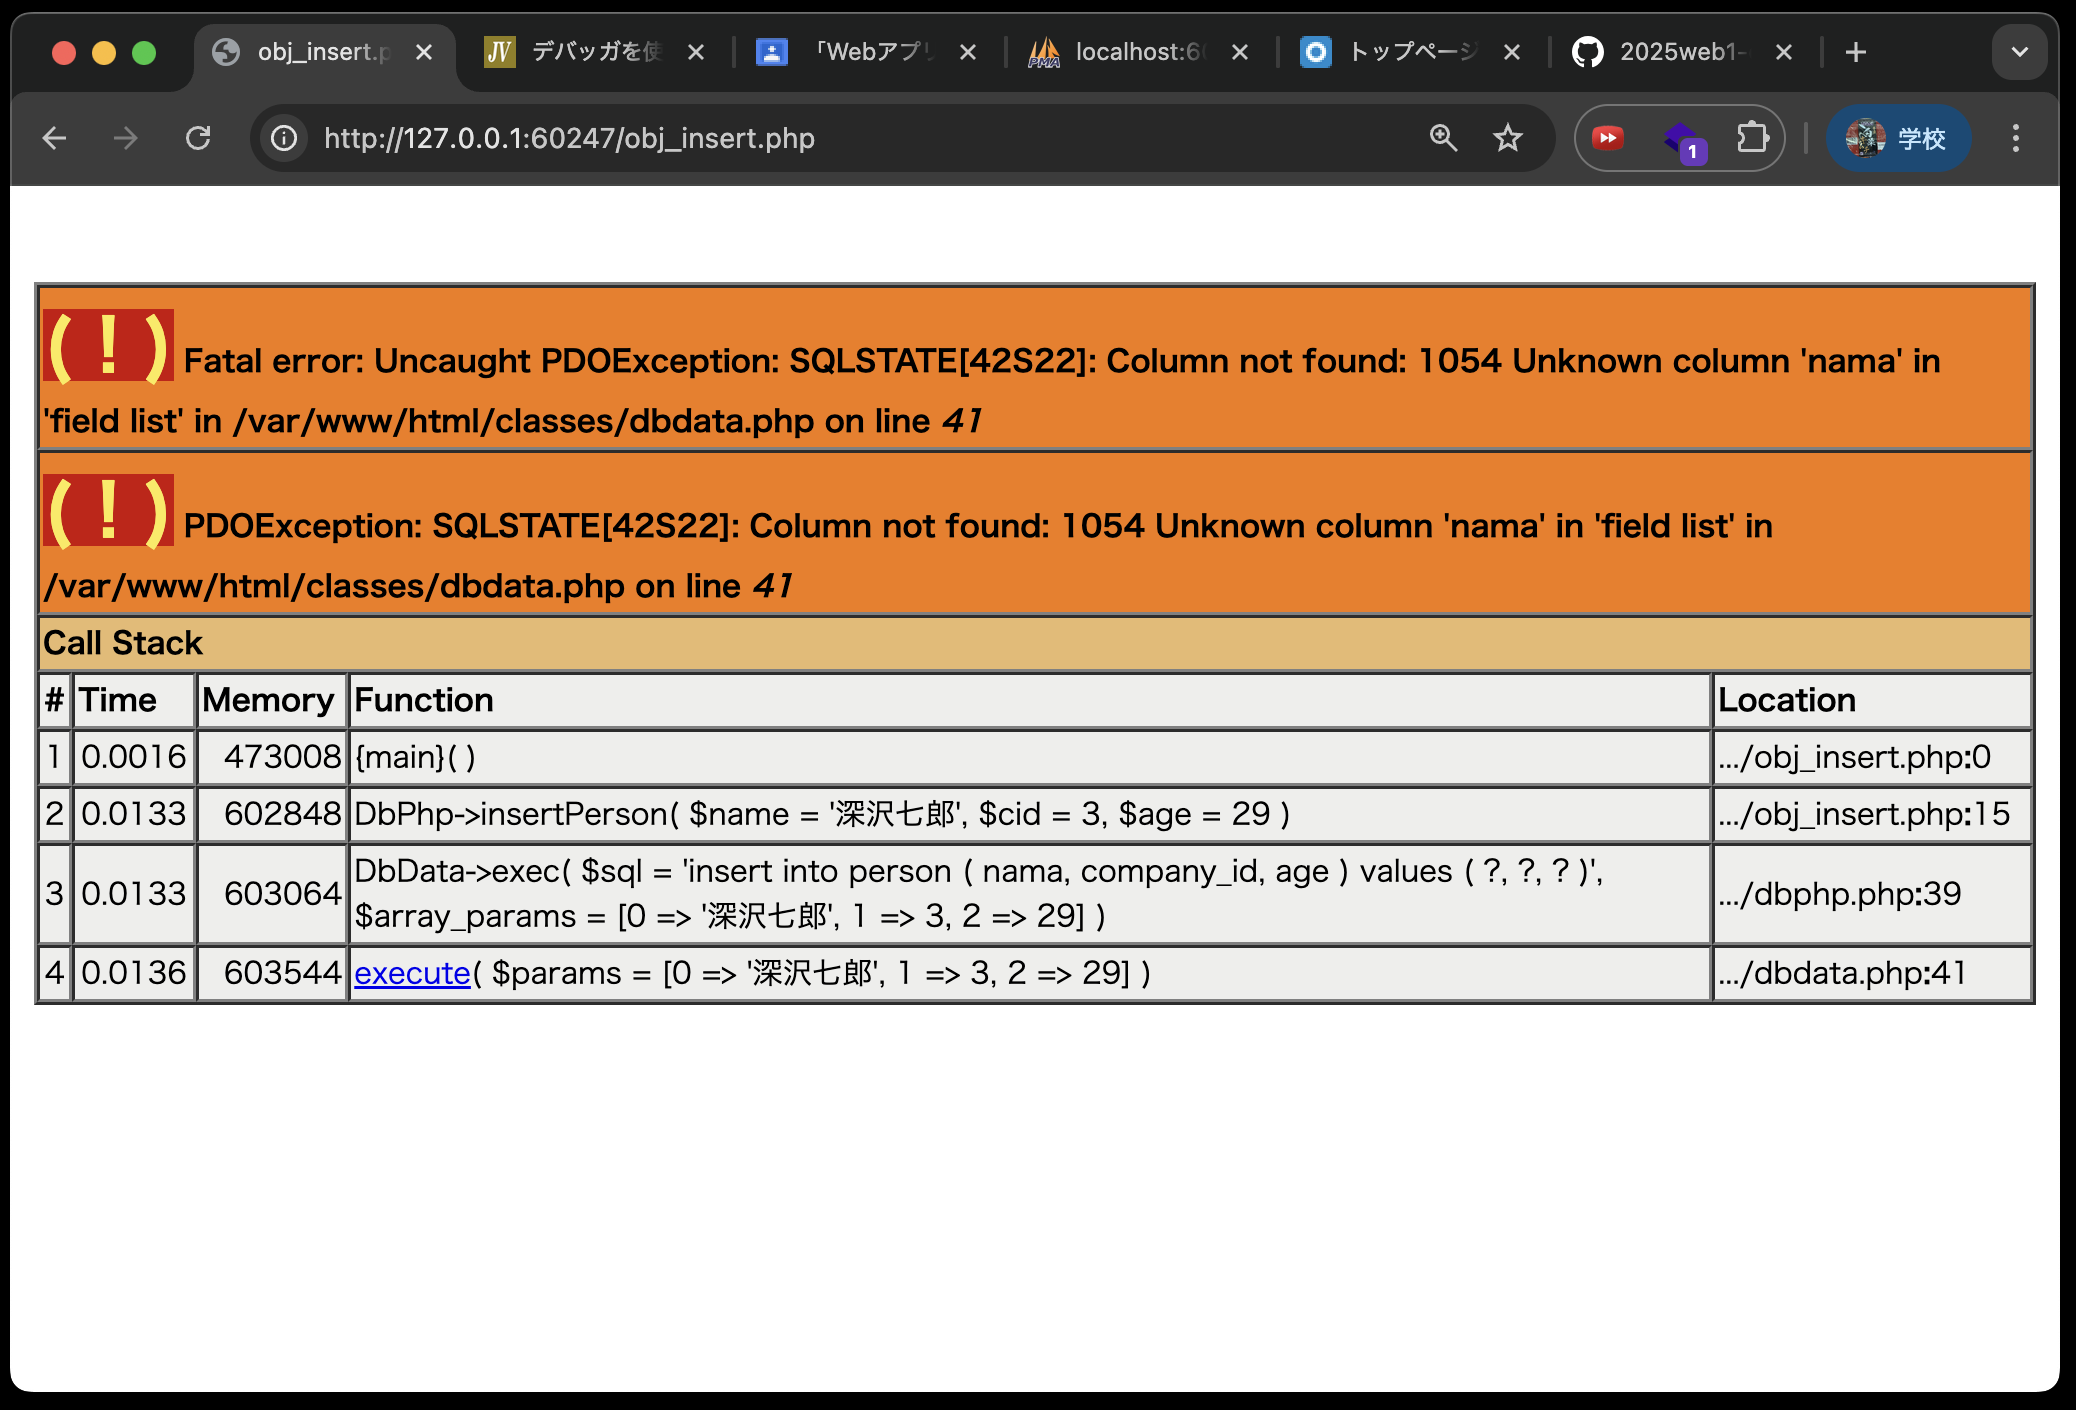 obj_insert.p
デバッガを使
「Webアプリ
localhost:60
トップページ
2025web1-
http://127.0.0.1:60247/obj_insert.php
1
学校
( ! ) Fatal error: Uncaught PDOException: SQLSTATE[42S22]: Column not found: 1054 Unknown column 'nama' in
'field list' in /var/www/html/classes/dbdata.php on line 41
( ! ) PDOException: SQLSTATE[42S22]: Column not found: 1054 Unknown column 'nama' in 'field list' in
/var/www/html/classes/dbdata.php on line 41
Call Stack
# Time Memory Function Location
1 0.0016 473008 {main}( ) .../obj_insert.php:0
2 0.0133 602848 DbPhp->insertPerson( $name = '深沢七郎', $cid = 3, $age = 29 ) .../obj_insert.php:15
3 0.0133 603064 DbData->exec( $sql = 'insert into person ( nama, company_id, age ) values ( ?, ?, ? )',
$array_params = [0 => '深沢七郎', 1 => 3, 2 => 29] ) .../dbphp.php:39
4 0.0136 603544 execute( $params = [0 => '深沢七郎', 1 => 3, 2 => 29] ) .../dbdata.php:41